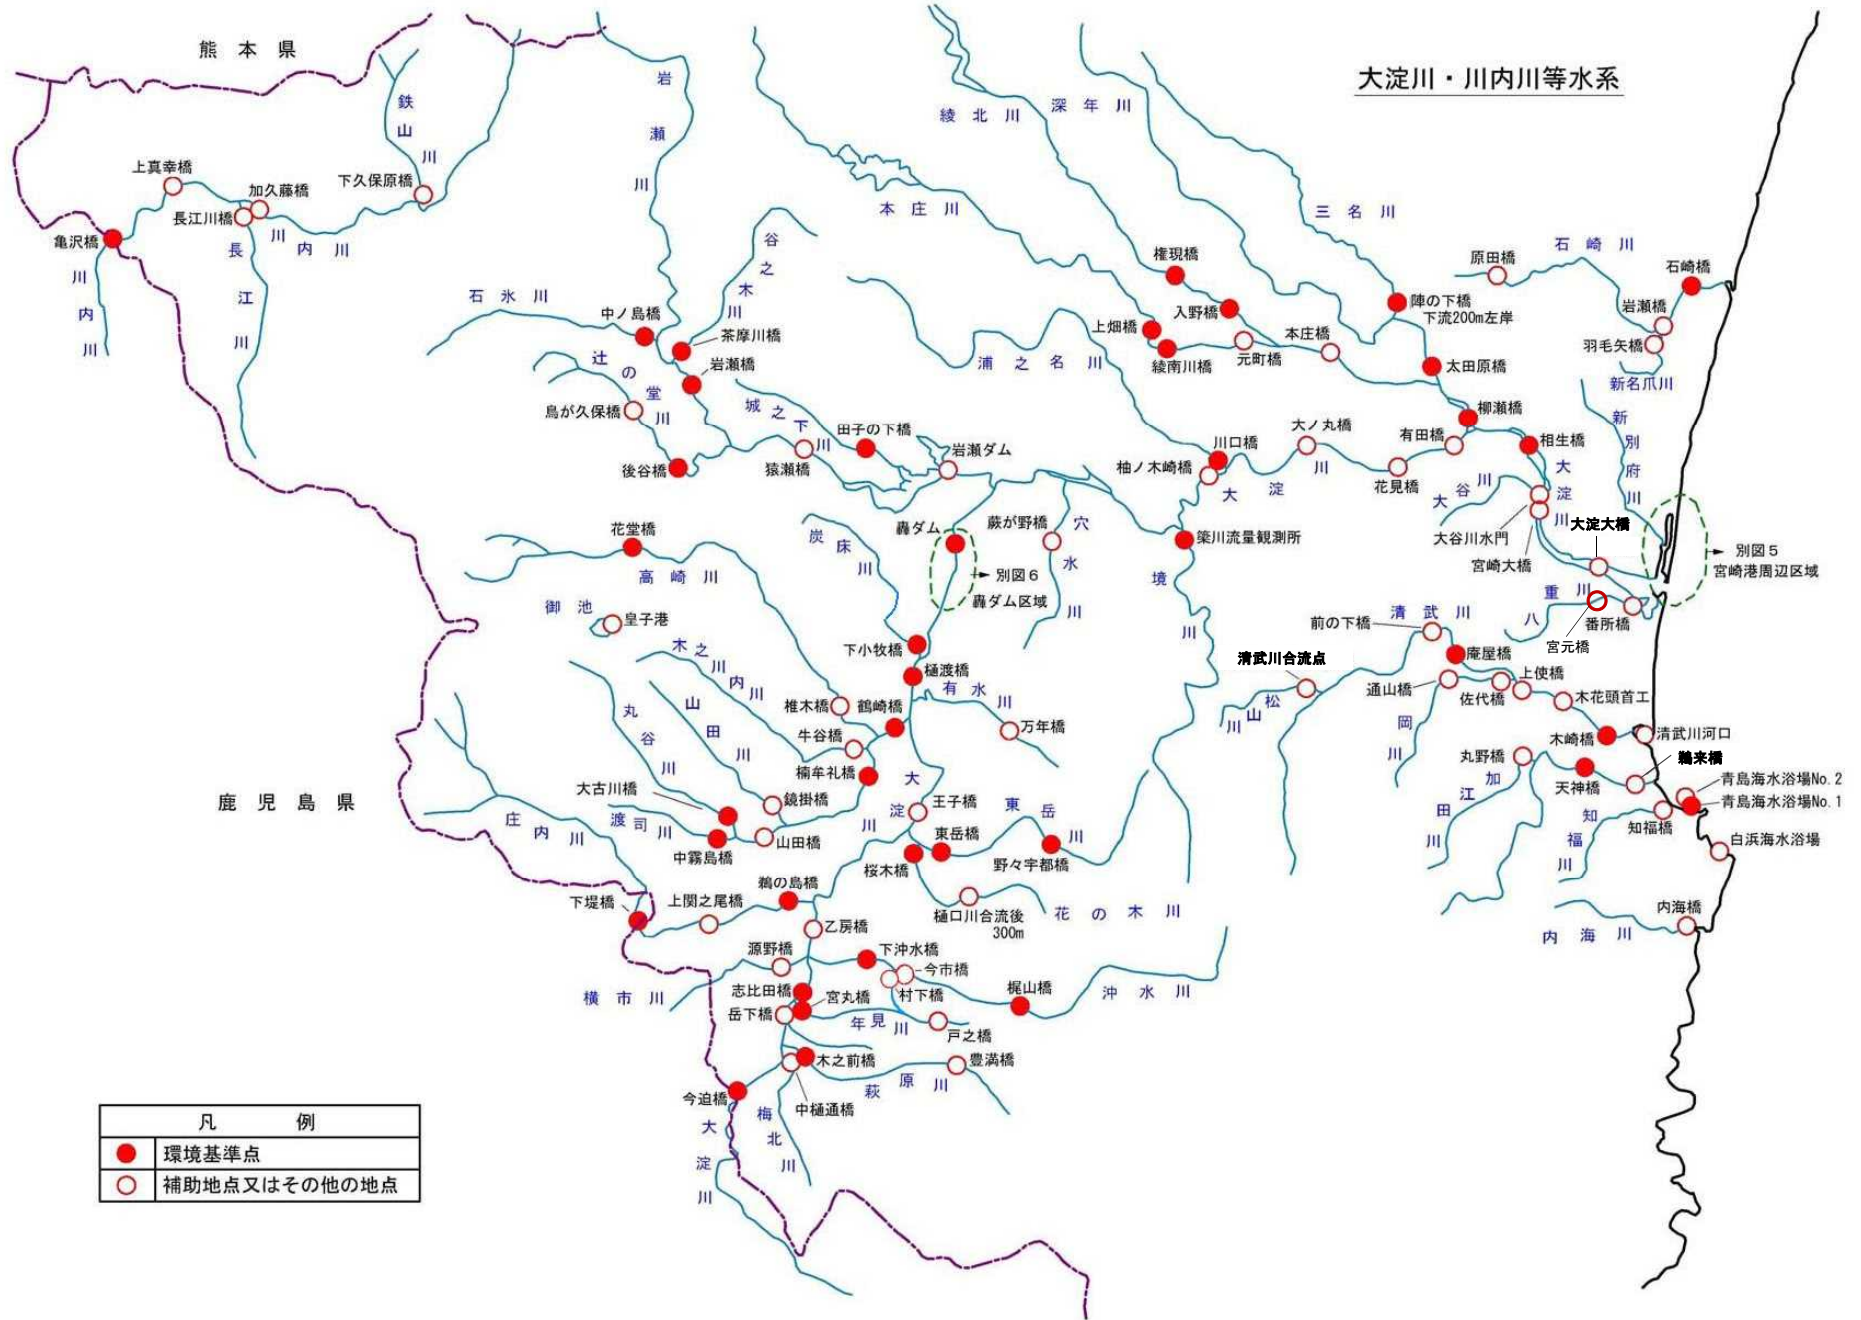 熊本県
大淀川・川内川等水系
鉄山川
岩瀬川
綾北川
深年川
上真幸橋
加久藤橋
下久保原橋
長江川橋
亀沢橋
川内川
長江川
川内川
本庄川
三名川
谷之木川
権現橋
原田橋
石崎川
石崎橋
石氷川
中ノ島橋
茶摩川橋
入野橋
陣の下橋
下流200m左岸
岩瀬橋
上畑橋
本庄橋
羽毛矢橋
辻の堂川
岩瀬橋
浦之名川
綾南川橋
元町橋
太田原橋
新名爪川
鳥が久保橋
城之下川
田子の下橋
柳瀬橋
新別府川
後谷橋
猿瀬橋
岩瀬ダム
川口橋
柚ノ木崎橋
大ノ丸橋
有田橋
相生橋
大淀川
花見橋
大谷川
大淀川
大谷川水門
宮崎大橋
大淀大橋
花堂橋
炭床川
轟ダム
蕨が野橋
穴水川
築川流量観測所
別図5
宮崎港周辺区域
高崎川
別図6
轟ダム区域
境川
御池
皇子港
八重川
番所橋
宮元橋
下小牧橋
樋渡橋
有水川
清武川
前の下橋
庵屋橋
清武川合流点
木之内川
山田川
丸谷川
椎木橋
鶴崎橋
万年橋
松山川
通山橋
佐代橋
上使橋
木花頭首工
岡川
牛谷橋
楠牟礼橋
木崎橋
清武川河口
丸野橋
天神橋
鵜来橋
加江田川
大古川橋
鏡掛橋
王子橋
大淀川
東岳川
青島海水浴場No.2
青島海水浴場No.1
知福橋
知福川
白浜海水浴場
鹿児島県
庄内川
渡司川
中霧島橋
山田橋
桜木橋
東岳橋
野々宇都橋
下堤橋
上関之尾橋
鵜の島橋
樋口川合流後
300m
花の木川
内海橋
内海川
乙房橋
源野橋
下沖水橋
今市橋
村下橋
横市川
志比田橋
宮丸橋
岳下橋
年見川
戸之橋
梶山橋
沖水川
木之前橋
豊満橋
萩原川
今迫橋
中樋通橋
梅北川
大淀川
凡例
環境基準点
補助地点又はその他の地点